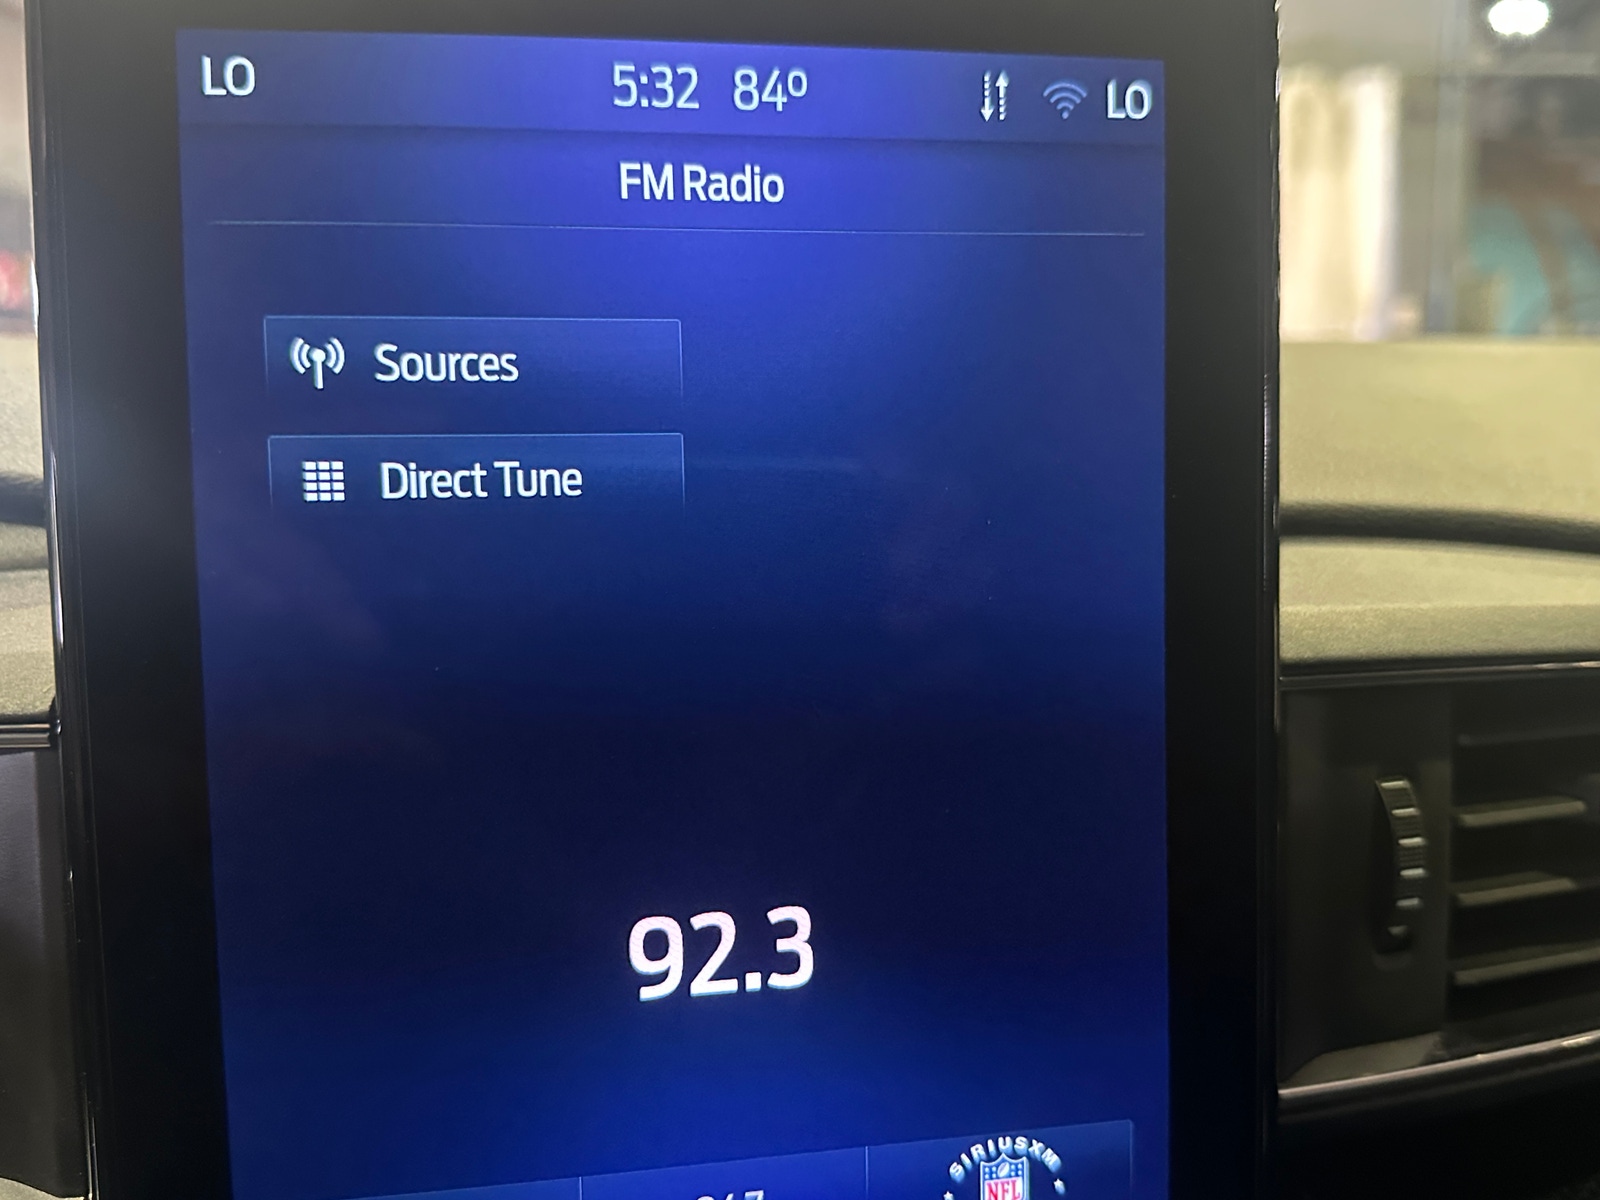 LO 5:32 84° LO
FM Radio
Sources
Direct Tune
92.3
SIRIUSXM
NFL